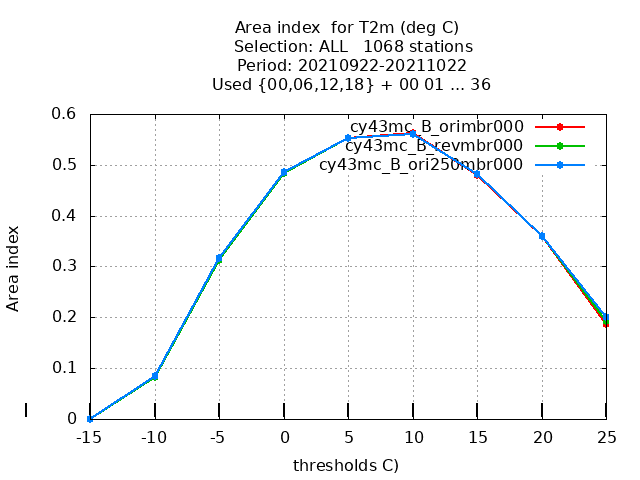 Area index  for T2m (deg C)
Selection: ALL   1068 stations
Period: 20210922-20211022
Used {00,06,12,18} + 00 01 ... 36
cy43mc_B_orimbr000
cy43mc_B_revmbr000
cy43mc_B_ori250mbr000
0.6
0.5
0.4
0.3
0.2
0.1
0
Area index
-15 -10 -5 0 5 10 15 20 25
thresholds C)